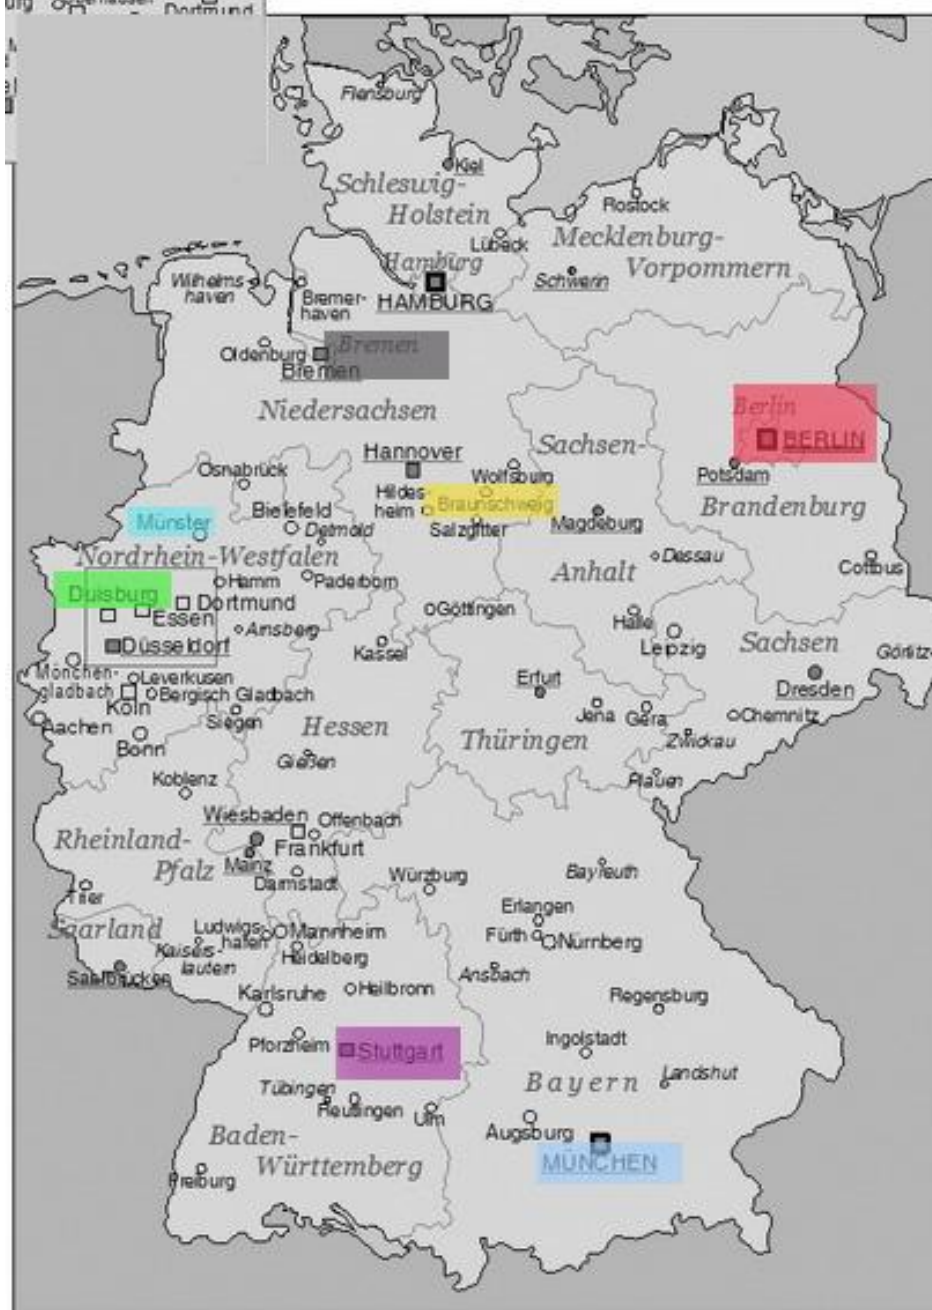 Dortmund
Flensburg
Kiel
Schleswig-
Holstein
Rostock
Lübeck
Mecklenburg-
Vorpommern
Hamburg
Schwerin
HAMBURG
Wilhelms
haven
Bremer-
haven
Bremen
Oldenburg
Bremen
Niedersachsen
Berlin
BERLIN
Hannover
Sachsen-
Potsdam
Osnabrück
Wolfsburg
Hildes-
heim
Braunschweig
Brandenburg
Münster
Bielefeld
Detmold
Salzgitter
Magdeburg
Nordrhein-Westfalen
Dessau
Cottbus
Anhalt
Duisburg
Hamm
Paderborn
Dortmund
Essen
Göttingen
Halle
Arnsberg
Düsseldorf
Kassel
Leipzig
Sachsen
Görlitz
Mönchen-
gladbach
Leverkusen
Bergisch Gladbach
Köln
Siegen
Erfurt
Dresden
Aachen
Bonn
Hessen
Jena
Gera
Chemnitz
Thüringen
Zwickau
Gießen
Koblenz
Plauen
Wiesbaden
Offenbach
Frankfurt
Rheinland-
Pfalz
Mainz
Darmstadt
Würzburg
Bayreuth
Trier
Erlangen
Saarland
Ludwigs-
hafen
Mannheim
Fürth
Nürnberg
Kaisers-
lautern
Heidelberg
Saarbrücken
Ansbach
Karlsruhe
Heilbronn
Regensburg
Pforzheim
Stuttgart
Ingolstadt
Bayern
Landshut
Tübingen
Reutlingen
Ulm
Augsburg
Baden-
Württemberg
MÜNCHEN
Freiburg